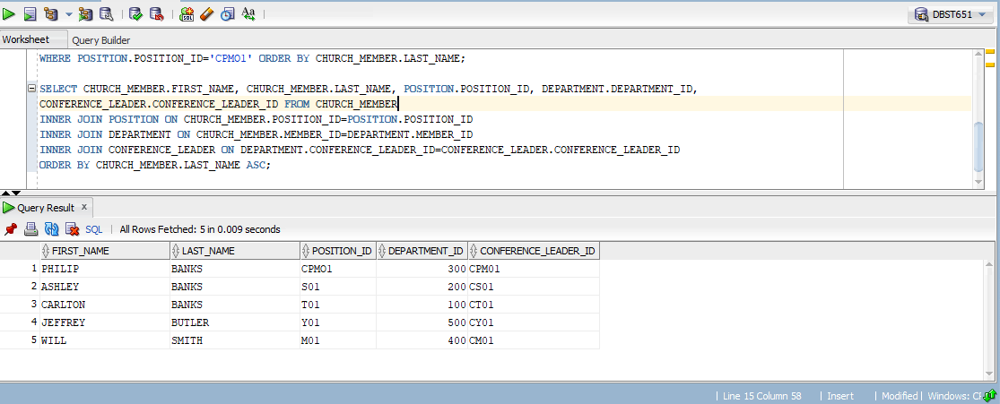 DBST651
Worksheet Query Builder
WHERE POSITION.POSITION_ID='CPMO1' ORDER BY CHURCH_MEMBER.LAST_NAME;
SELECT CHURCH_MEMBER.FIRST_NAME, CHURCH_MEMBER.LAST_NAME, POSITION.POSITION_ID, DEPARTMENT.DEPARTMENT_ID,
CONFERENCE_LEADER.CONFERENCE_LEADER_ID FROM CHURCH_MEMBER
INNER JOIN POSITION ON CHURCH_MEMBER.POSITION_ID=POSITION.POSITION_ID
INNER JOIN DEPARTMENT ON CHURCH_MEMBER.MEMBER_ID=DEPARTMENT.MEMBER_ID
INNER JOIN CONFERENCE_LEADER ON DEPARTMENT.CONFERENCE_LEADER_ID=CONFERENCE_LEADER.CONFERENCE_LEADER_ID
ORDER BY CHURCH_MEMBER.LAST_NAME ASC;
Query Result x
SQL | All Rows Fetched: 5 in 0.009 seconds
FIRST_NAME LAST_NAME POSITION_ID DEPARTMENT_ID CONFERENCE_LEADER_ID
1 PHILIP BANKS CPMO1 300 CPM01
2 ASHLEY BANKS S01 200 CS01
3 CARLTON BANKS T01 100 CT01
4 JEFFREY BUTLER Y01 500 CY01
5 WILL SMITH M01 400 CM01
| Line 15 Column 58 | Insert | Modified | Windows: